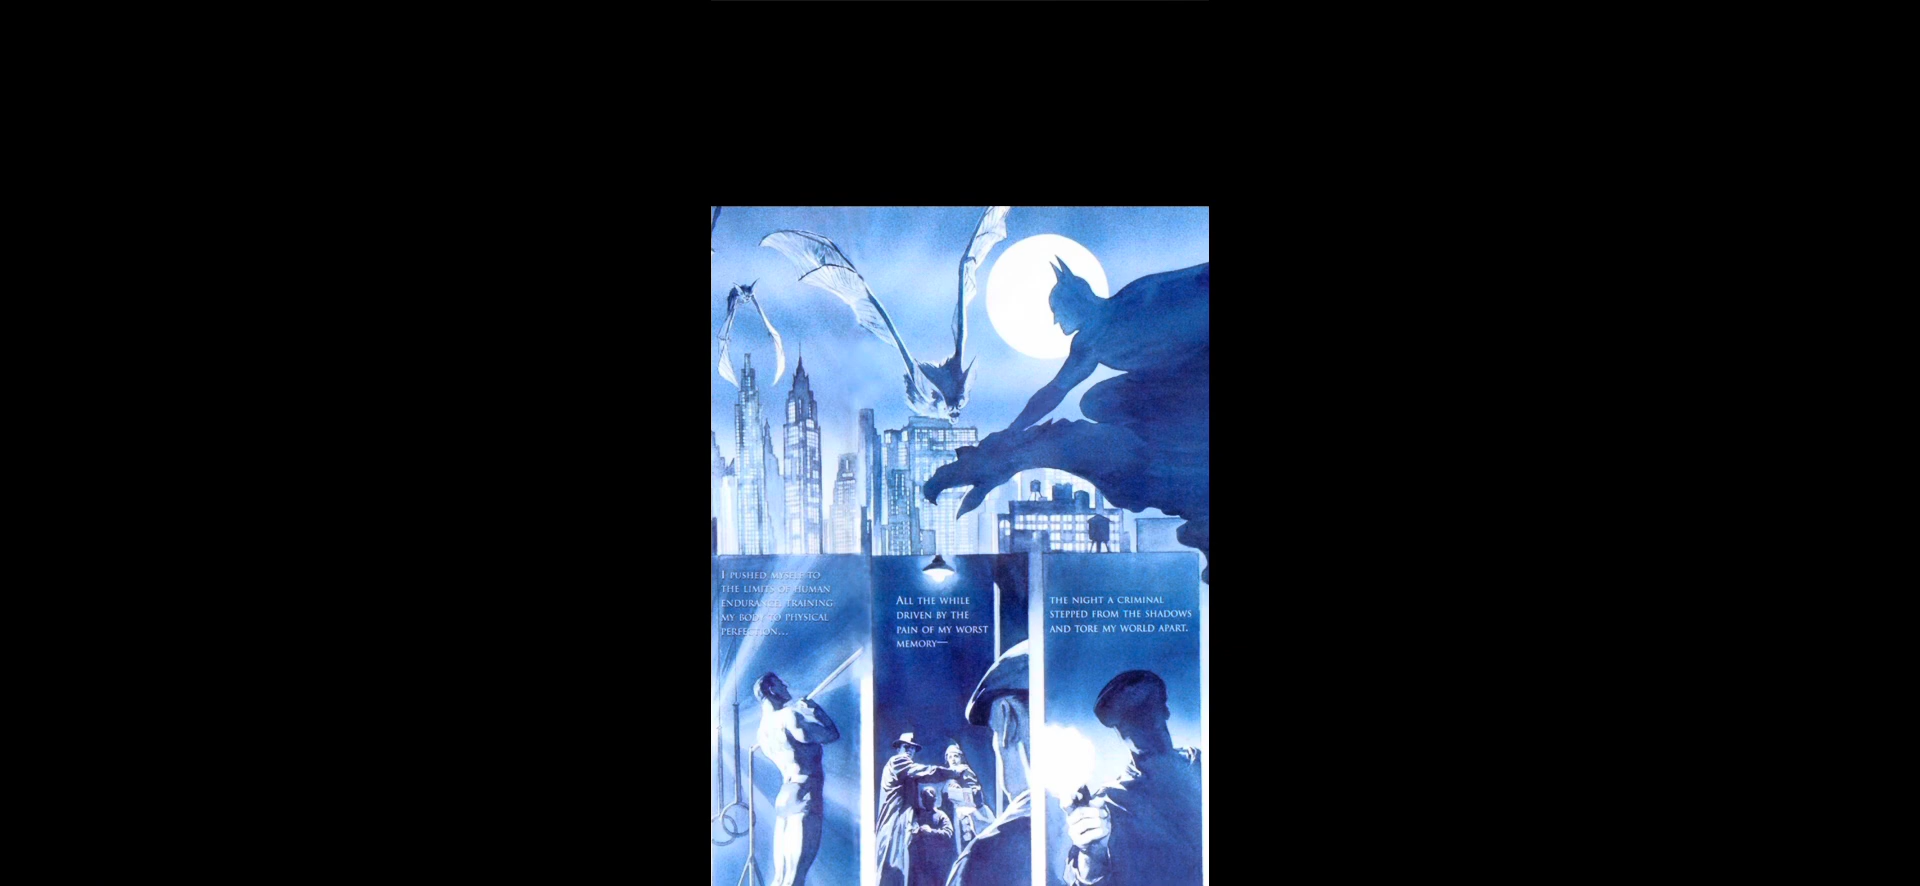 I PUSHED MYSELF TO
THE LIMITS OF HUMAN
ENDURANCE, TRAINING
MY BODY TO PHYSICAL
PERFECTION...
ALL THE WHILE
DRIVEN BY THE
PAIN OF MY WORST
MEMORY—
THE NIGHT A CRIMINAL
STEPPED FROM THE SHADOWS
AND TORE MY WORLD APART.